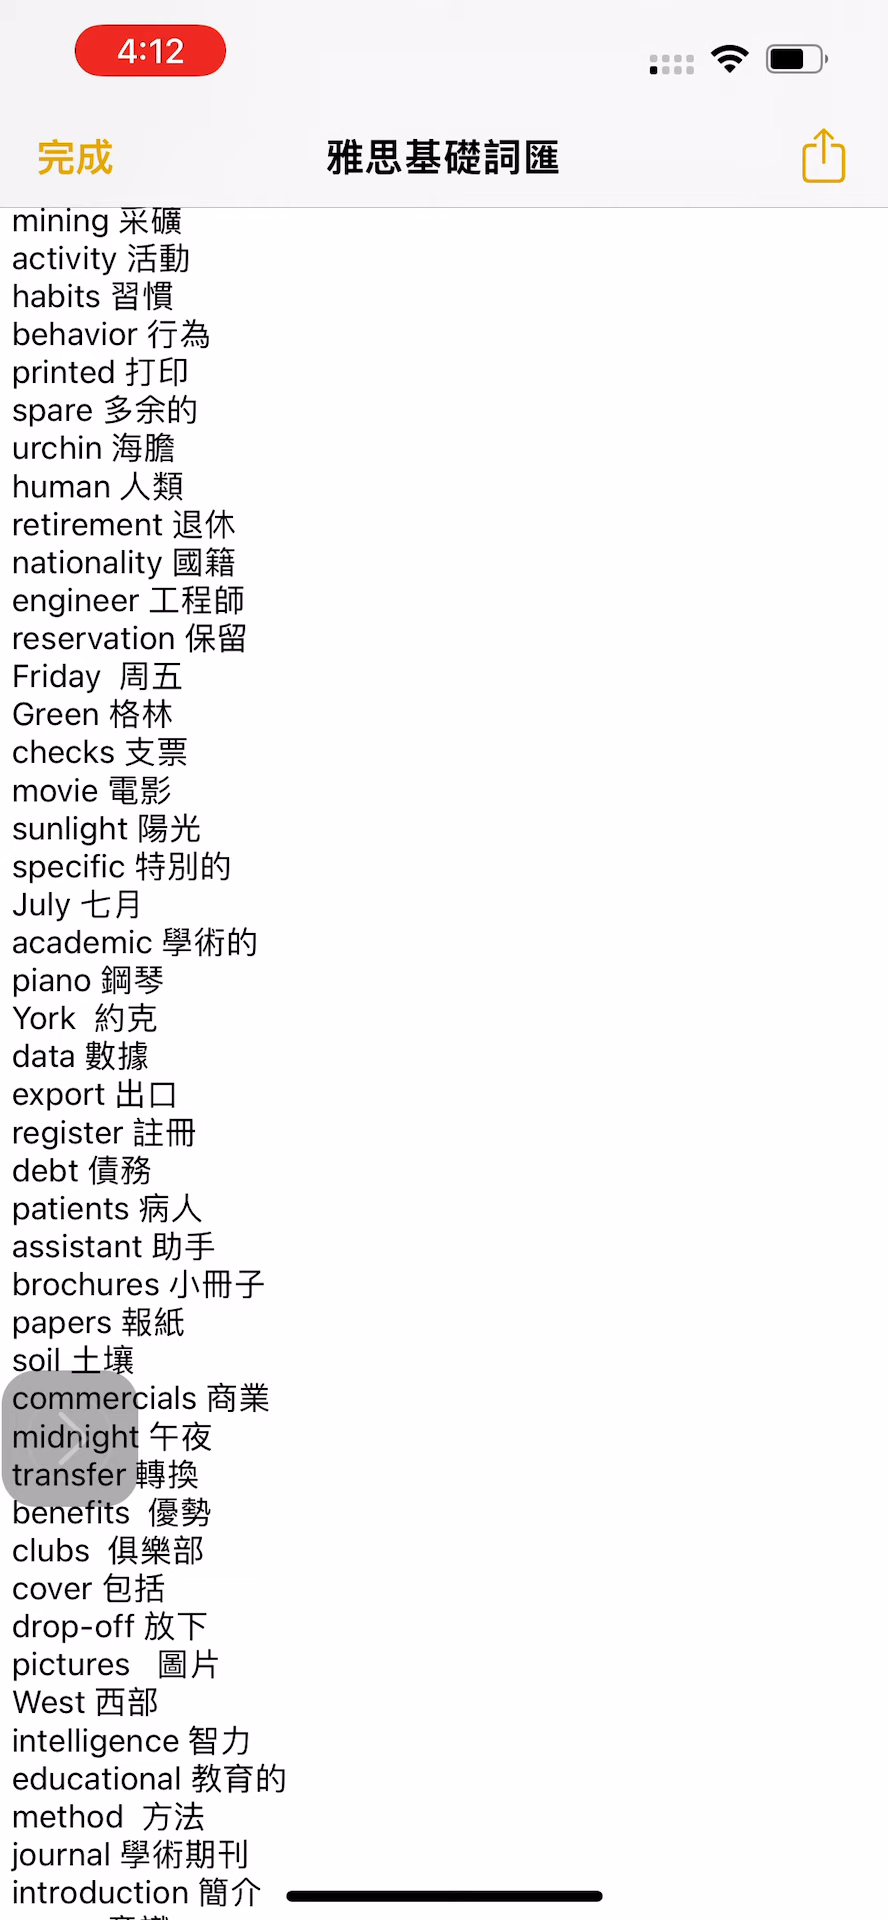 4:12
完成 雅思基礎詞匯
mining 采礦
activity 活動
habits 習慣
behavior 行為
printed 打印
spare 多余的
urchin 海膽
human 人類
retirement 退休
nationality 國籍
engineer 工程師
reservation 保留
Friday 周五
Green 格林
checks 支票
movie 電影
sunlight 陽光
specific 特別的
July 七月
academic 學術的
piano 鋼琴
York 約克
data 數據
export 出口
register 註冊
debt 債務
patients 病人
assistant 助手
brochures 小冊子
papers 報紙
soil 土壤
commercials 商業
midnight 午夜
transfer 轉換
benefits 優勢
clubs 俱樂部
cover 包括
drop-off 放下
pictures 圖片
West 西部
intelligence 智力
educational 教育的
method 方法
journal 學術期刊
introduction 簡介